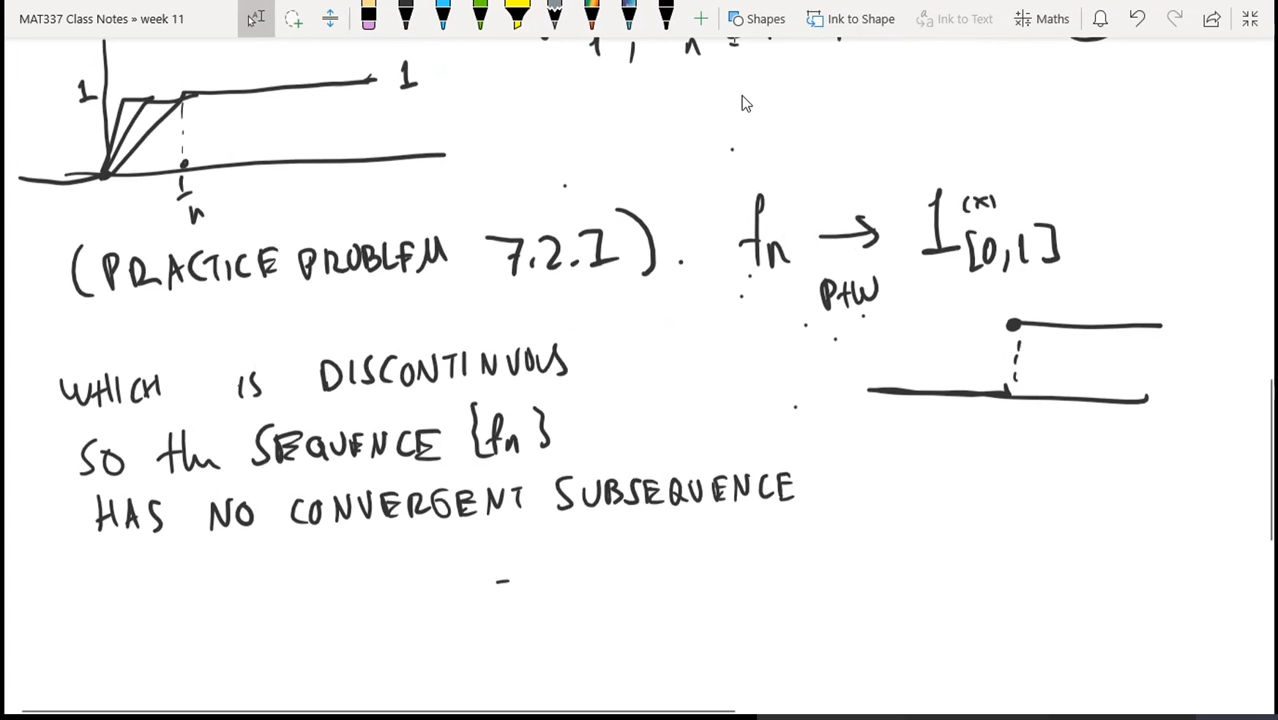 MAT337 Class Notes » week 11
Shapes
Ink to Shape
Ink to Text
Maths
1
1
1
n
(PRACTICE PROBLEM 7.2.I). fn → 1[0,1](x)
PTW
WHICH IS DISCONTINUOUS
SO thn SEQUENCE {fn}
HAS NO CONVERGENT SUBSEQUENCE